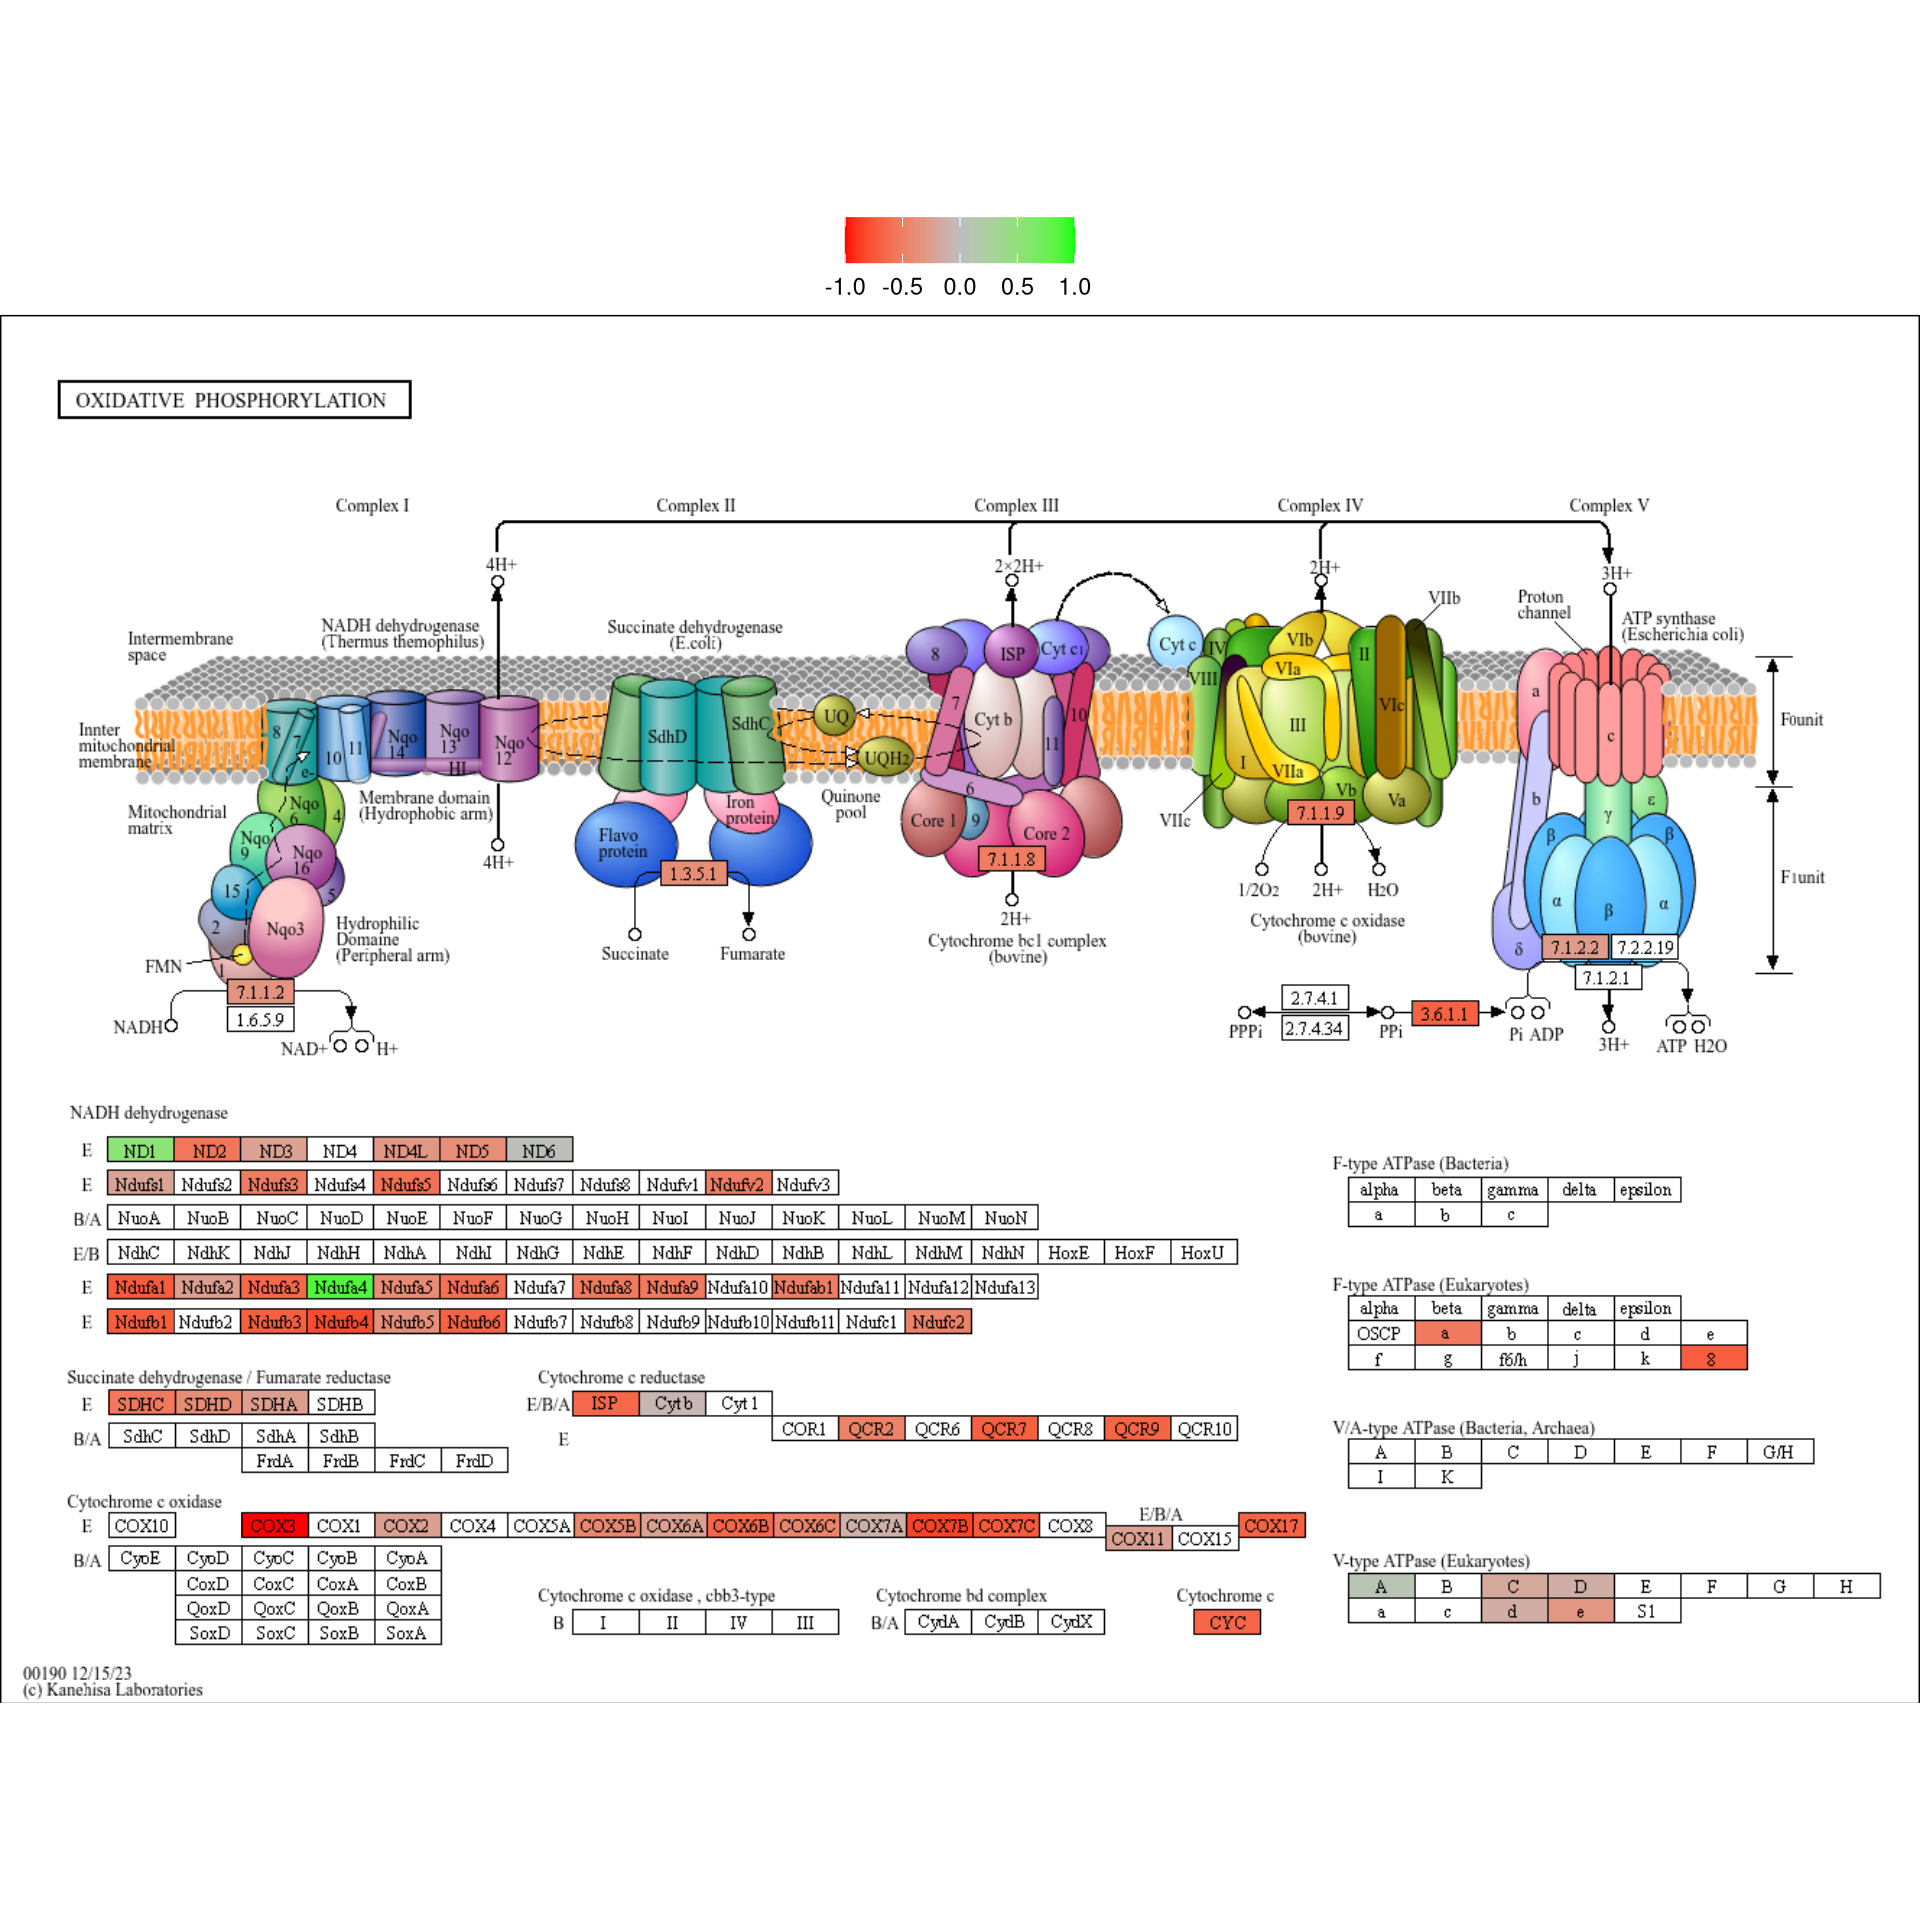 -1.0 -0.5 0.0 0.5 1.0
OXIDATIVE PHOSPHORYLATION
Complex I Complex II Complex III Complex IV Complex V
4H+ 2×2H+ 2H+ 3H+
NADH dehydrogenase
(Thermus themophilus)
Succinate dehydrogenase
(E.coli)
Intermembrane
space
VIIb
Proton
channel
ATP synthase
(Escherichia coli)
8 ISP Cyt c1 Cyt c IV VIb II
VIII VIa VIc
8 7 10 11 Nqo
14 Nqo
13 Nqo
12 HI e-
SdhD SdhC UQ UQH2
7 Cyt b 10 11 6
III I VIIa Vb Va VIIc
a c b
F0unit
Innter
mitochondrial
membrane
Mitochondrial
matrix
Membrane domain
(Hydrophobic arm)
Quinone
pool
Nqo
6 4
Nqo
9
Nqo
16
15 5 2 Nqo3 1
Flavo
protein
Iron
protein
Core 1 9 Core 2
γ ε β β α β α δ
F1unit
4H+
7.1.1.9
7.1.1.8
1.3.5.1
1/2O2 2H+ H2O
2H+
Cytochrome c oxidase
(bovine)
Cytochrome bc1 complex
(bovine)
Hydrophilic
Domaine
(Peripheral arm)
Succinate Fumarate
FMN
7.1.2.2 7.2.2.19
7.1.2.1
7.1.1.2
1.6.5.9
NADH
NAD+ H+
2.7.4.1
2.7.4.34
3.6.1.1
PPPi PPi Pi ADP
3H+ ATP H2O
NADH dehydrogenase
E ND1 ND2 ND3 ND4 ND4L ND5 ND6
E Ndufs1 Ndufs2 Ndufs3 Ndufs4 Ndufs5 Ndufs6 Ndufs7 Ndufs8 Ndufv1 Ndufv2 Ndufv3
B/A NuoA NuoB NuoC NuoD NuoE NuoF NuoG NuoH NuoI NuoJ NuoK NuoL NuoM NuoN
E/B NdhC NdhK NdhJ NdhH NdhA NdhI NdhG NdhE NdhF NdhD NdhB NdhL NdhM NdhN HoxE HoxF HoxU
E Ndufa1 Ndufa2 Ndufa3 Ndufa4 Ndufa5 Ndufa6 Ndufa7 Ndufa8 Ndufa9 Ndufa10 Ndufab1 Ndufa11 Ndufa12 Ndufa13
E Ndufb1 Ndufb2 Ndufb3 Ndufb4 Ndufb5 Ndufb6 Ndufb7 Ndufb8 Ndufb9 Ndufb10 Ndufb11 Ndufc1 Ndufc2
Succinate dehydrogenase / Fumarate reductase
E SDHC SDHD SDHA SDHB
B/A SdhC SdhD SdhA SdhB
FrdA FrdB FrdC FrdD
Cytochrome c reductase
E/B/A ISP Cyt b Cyt 1
E COR1 QCR2 QCR6 QCR7 QCR8 QCR9 QCR10
Cytochrome c oxidase
E COX10 COX3 COX1 COX2 COX4 COX5A COX5B COX6A COX6B COX6C COX7A COX7B COX7C COX8
E/B/A
COX11 COX15 COX17
B/A CyoE CyoD CyoC CyoB CyoA
CoxD CoxC CoxA CoxB
QoxD QoxC QoxB QoxA
SoxD SoxC SoxB SoxA
Cytochrome c oxidase , cbb3-type
B I II IV III
Cytochrome bd complex
B/A CydA CydB CydX
Cytochrome c
CYC
F-type ATPase (Bacteria)
alpha beta gamma delta epsilon
a b c
F-type ATPase (Eukaryotes)
alpha beta gamma delta epsilon
OSCP a b c d e
f g f6/h j k 8
V/A-type ATPase (Bacteria, Archaea)
A B C D E F G/H
I K
V-type ATPase (Eukaryotes)
A B C D E F G H
a c d e S1
00190 12/15/23
(c) Kanehisa Laboratories